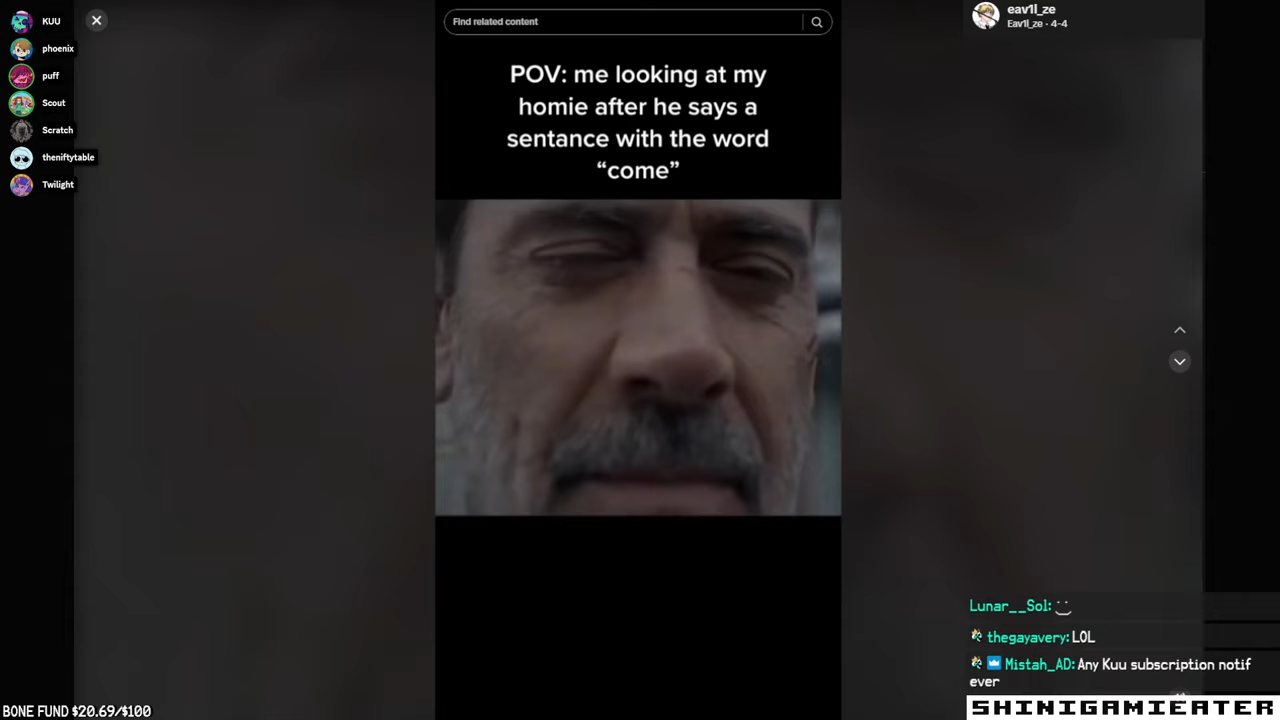 KUU
phoenix
puff
Scout
Scratch
theniftytable
Twilight
Find related content
POV: me looking at my
homie after he says a
sentance with the word
“come”
eav1l_ze
Eav1l_ze · 4-4
Lunar__Sol:
thegayavery: LOL
Mistah_AD: Any Kuu subscription notif
ever
SHINIGAMIEATER
BONE FUND $20.69/$100